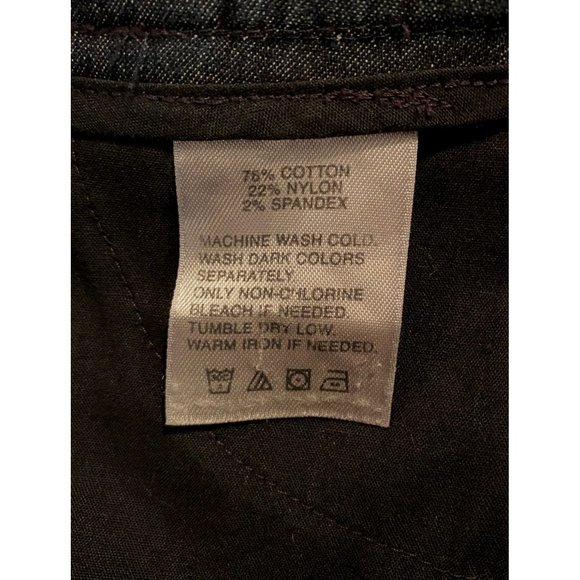 76% COTTON
22% NYLON
2% SPANDEX
MACHINE WASH COLD.
WASH DARK COLORS
SEPARATELY
ONLY NON-CHLORINE
BLEACH IF NEEDED
TUMBLE DRY LOW.
WARM IRON IF NEEDED.